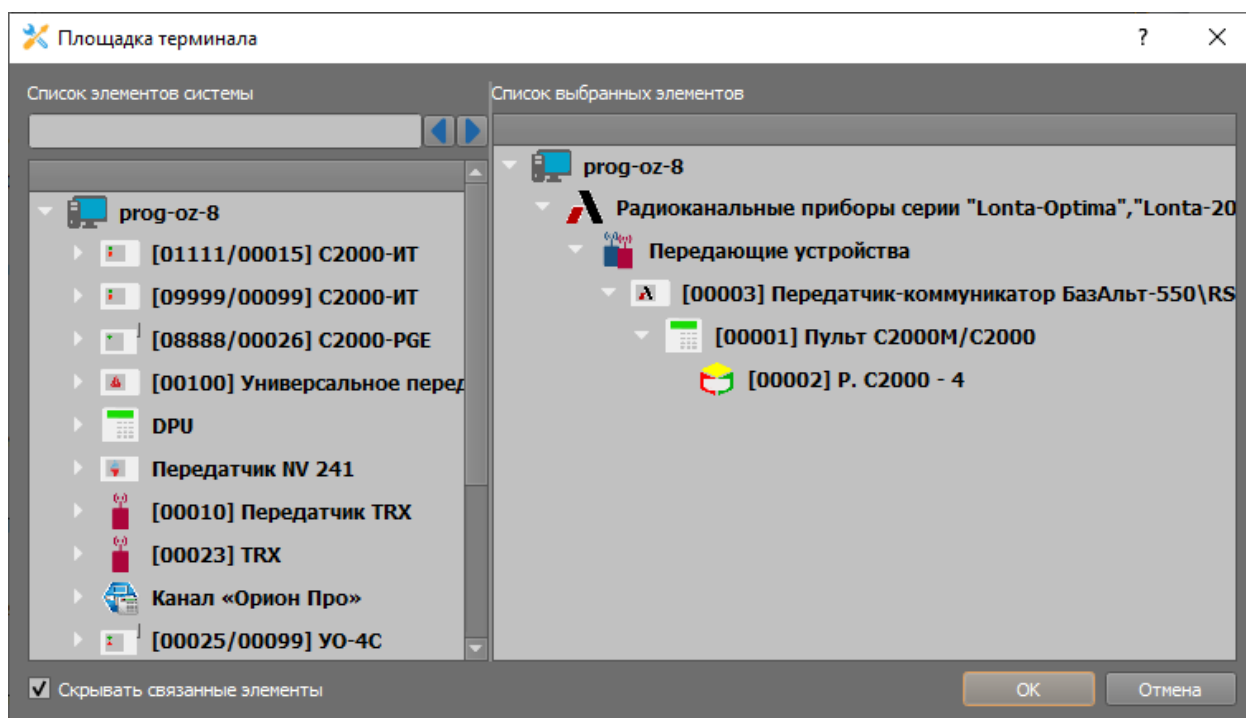 Площадка терминала
?
Список элементов системы
Список выбранных элементов
prog-oz-8
[01111/00015] С2000-ИТ
[09999/00099] С2000-ИТ
[08888/00026] С2000-PGE
[00100] Универсальное перед
DPU
Передатчик NV 241
[00010] Передатчик TRX
[00023] TRX
Канал «Орион Про»
[00025/00099] УО-4С
prog-oz-8
Радиоканальные приборы серии "Lonta-Optima","Lonta-20
Передающие устройства
[00003] Передатчик-коммуникатор БазАльт-550\RS
[00001] Пульт С2000М/С2000
[00002] Р. С2000 - 4
Скрывать связанные элементы
OK
Отмена